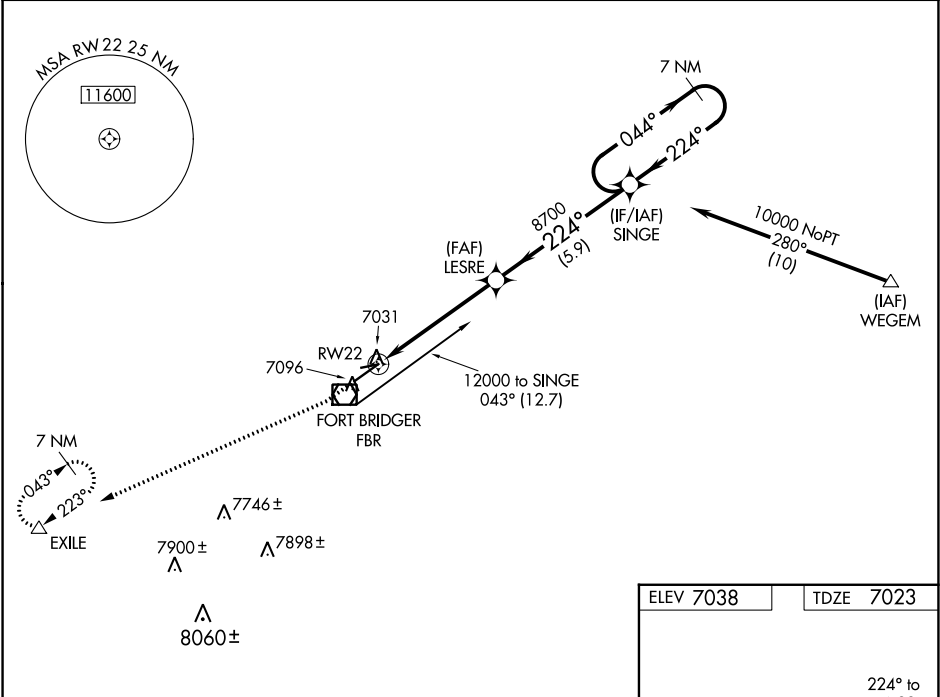 MSA RW22 25 NM
11600
7 NM
044°
224°
(IF/IAF)
SINGE
8700
224°
(5.9)
10000 NoPT
280°
(10)
(IAF)
WEGEM
(FAF)
LESRE
7031
RW22
7096
12000 to SINGE
043° (12.7)
FORT BRIDGER
FBR
7 NM
043°
223°
EXILE
7746±
7900±
7898±
8060±
ELEV 7038
TDZE 7023
224° to